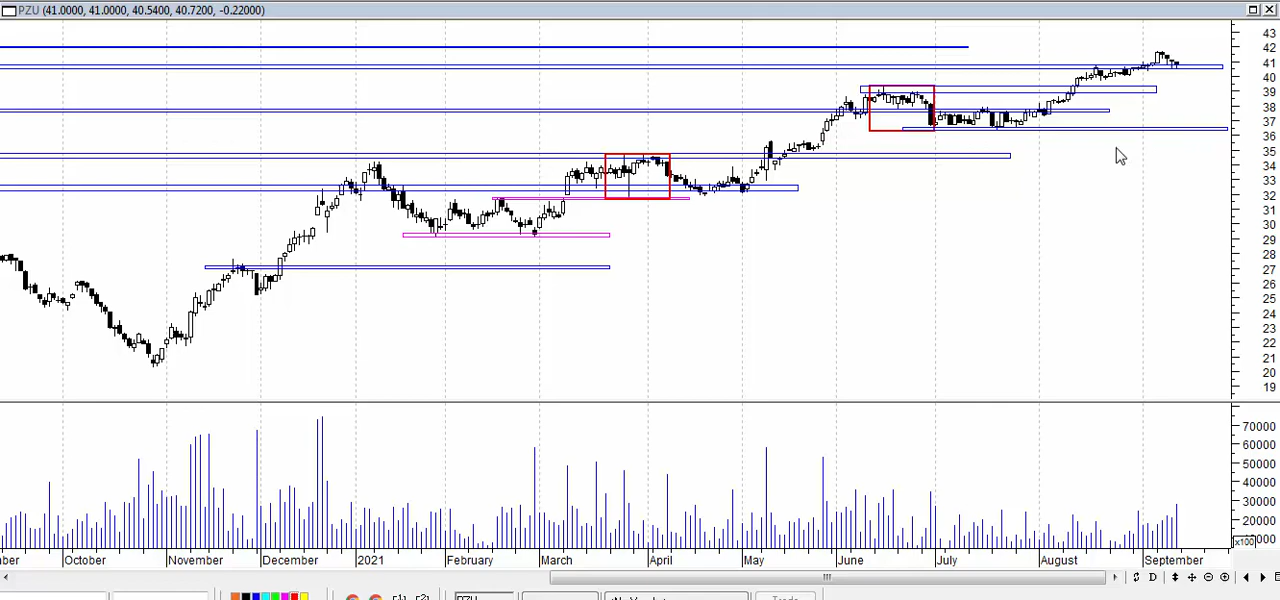 PZU (41.0000, 41.0000, 40.5400, 40.7200, -0.22000)
43
42
41
40
39
38
37
36
35
34
33
32
31
30
29
28
27
26
25
24
23
22
21
20
19
70000
60000
50000
40000
30000
20000
x100
October
November
December
2021
February
March
April
May
June
July
August
September
D
PZU
Trade